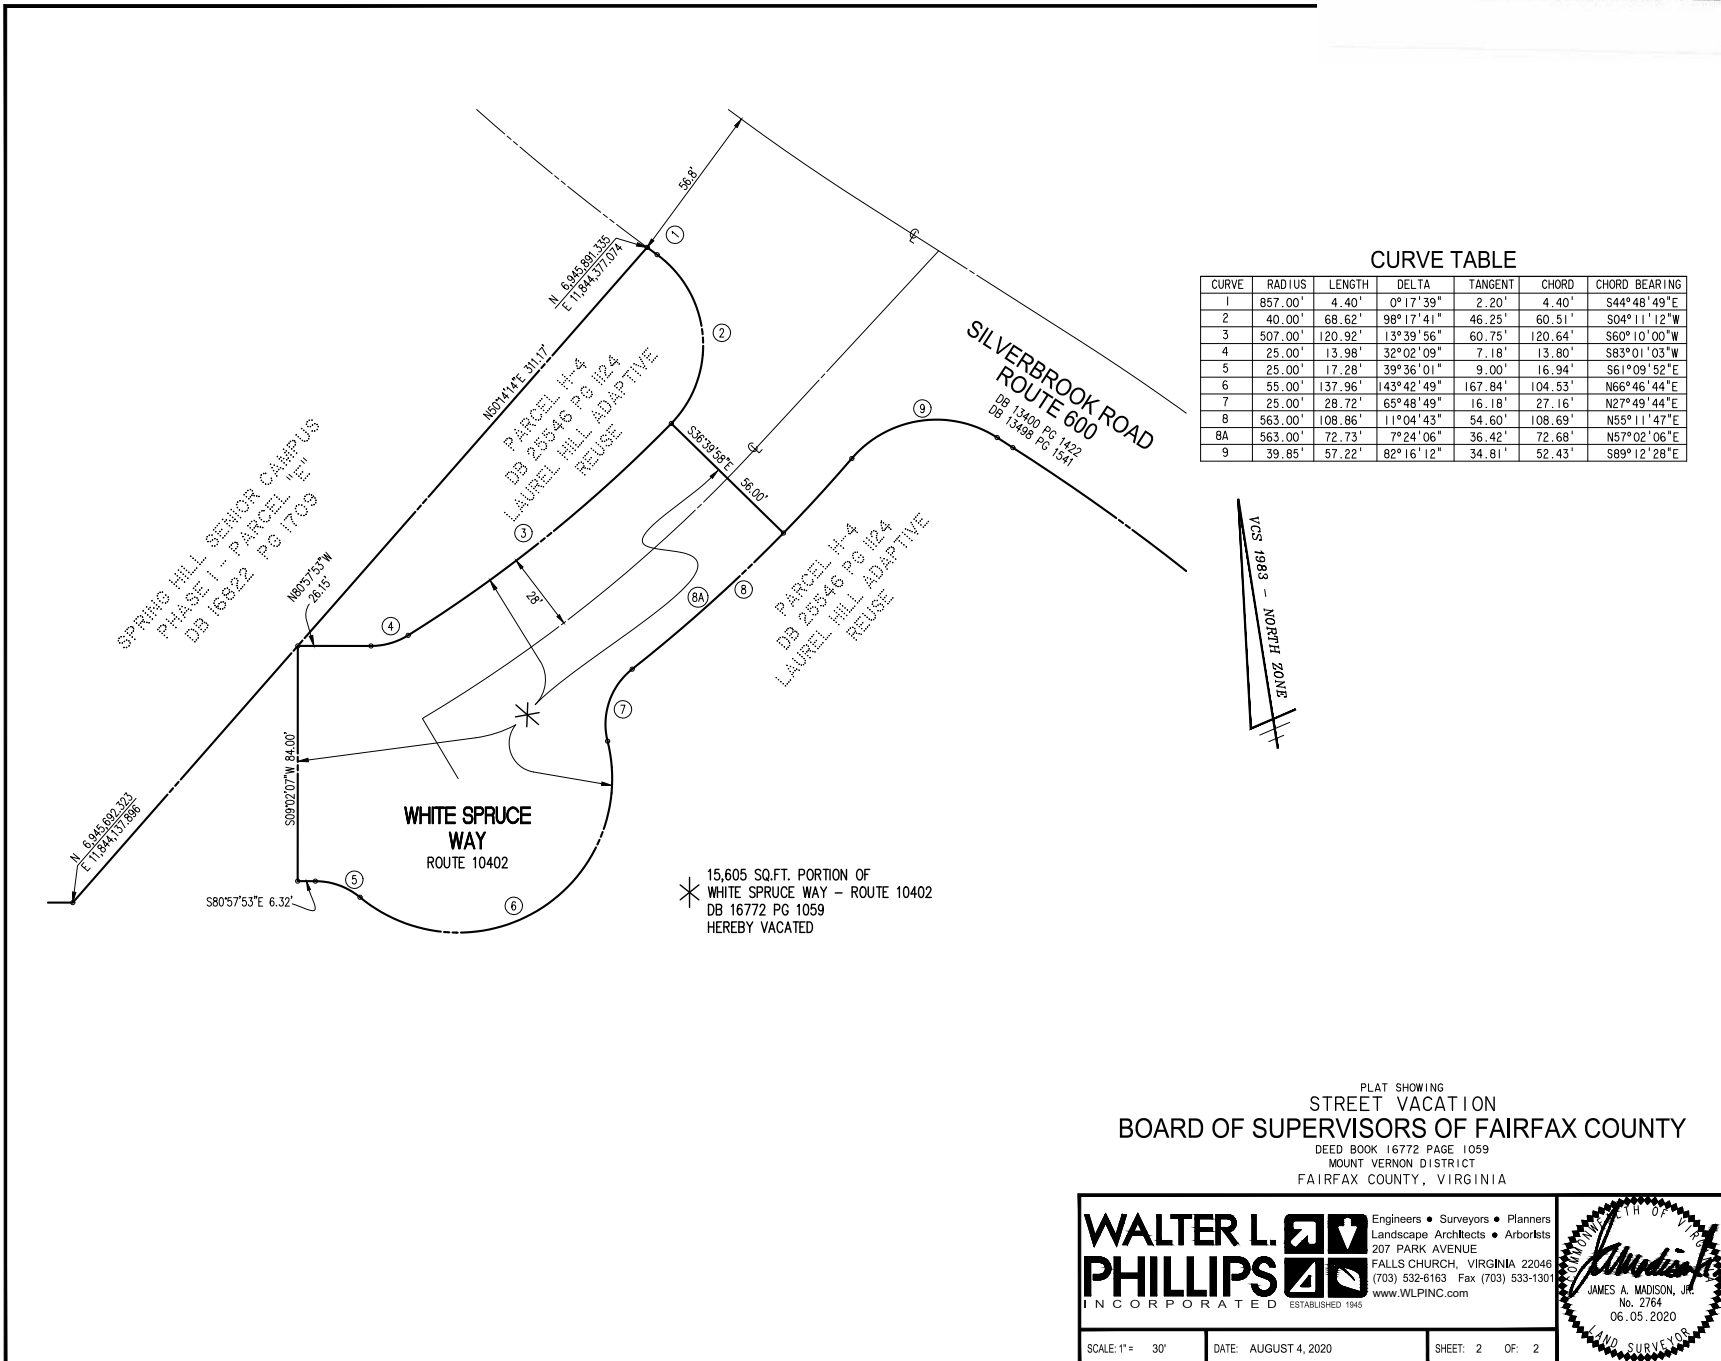 56.8'
1
N 6,945,891.335
E 11,844,377.074
2
N50°14'14"E 311.17'
PARCEL H-4
DB 25546 PG 1124
LAUREL HILL ADAPTIVE
REUSE
SPRING HILL SENIOR CAMPUS
PHASE I - PARCEL "E"
DB 16822 PG 1709
N80°57'53"W
26.15'
S36°39'58"E
56.00'
3
28'
4
8A
8
9
SILVERBROOK ROAD
ROUTE 600
DB 13400 PG 1422
DB 13498 PG 1541
PARCEL H-4
DB 25546 PG 1124
LAUREL HILL ADAPTIVE
REUSE
7
S09°02'07"W 84.00'
N 6,945,692.323
E 11,844,137.896
WHITE SPRUCE
WAY
ROUTE 10402
5
S80°57'53"E 6.32'
6
15,605 SQ.FT. PORTION OF
WHITE SPRUCE WAY – ROUTE 10402
DB 16772 PG 1059
HEREBY VACATED
CURVE TABLE
CURVE RADIUS LENGTH DELTA TANGENT CHORD CHORD BEARING
1 857.00' 4.40' 0°17'39" 2.20' 4.40' S44°48'49"E
2 40.00' 68.62' 98°17'41" 46.25' 60.51' S04°11'12"W
3 507.00' 120.92' 13°39'56" 60.75' 120.64' S60°10'00"W
4 25.00' 13.98' 32°02'09" 7.18' 13.80' S83°01'03"W
5 25.00' 17.28' 39°36'01" 9.00' 16.94' S61°09'52"E
6 55.00' 137.96' 143°42'49" 167.84' 104.53' N66°46'44"E
7 25.00' 28.72' 65°48'49" 16.18' 27.16' N27°49'44"E
8 563.00' 108.86' 11°04'43" 54.60' 108.69' N55°11'47"E
8A 563.00' 72.73' 7°24'06" 36.42' 72.68' N57°02'06"E
9 39.85' 57.22' 82°16'12" 34.81' 52.43' S89°12'28"E
VCS 1983 – NORTH ZONE
PLAT SHOWING
STREET VACATION
BOARD OF SUPERVISORS OF FAIRFAX COUNTY
DEED BOOK 16772 PAGE 1059
MOUNT VERNON DISTRICT
FAIRFAX COUNTY, VIRGINIA
WALTER L.
PHILLIPS
INCORPORATED
ESTABLISHED 1945
Engineers • Surveyors • Planners
Landscape Architects • Arborists
207 PARK AVENUE
FALLS CHURCH, VIRGINIA 22046
(703) 532-6163 Fax (703) 533-1301
www.WLPINC.com
COMMONWEALTH OF VIRGINIA
JAMES A. MADISON, JR.
No. 2764
06.05.2020
LAND SURVEYOR
SCALE: 1" = 30'
DATE: AUGUST 4, 2020
SHEET: 2 OF: 2